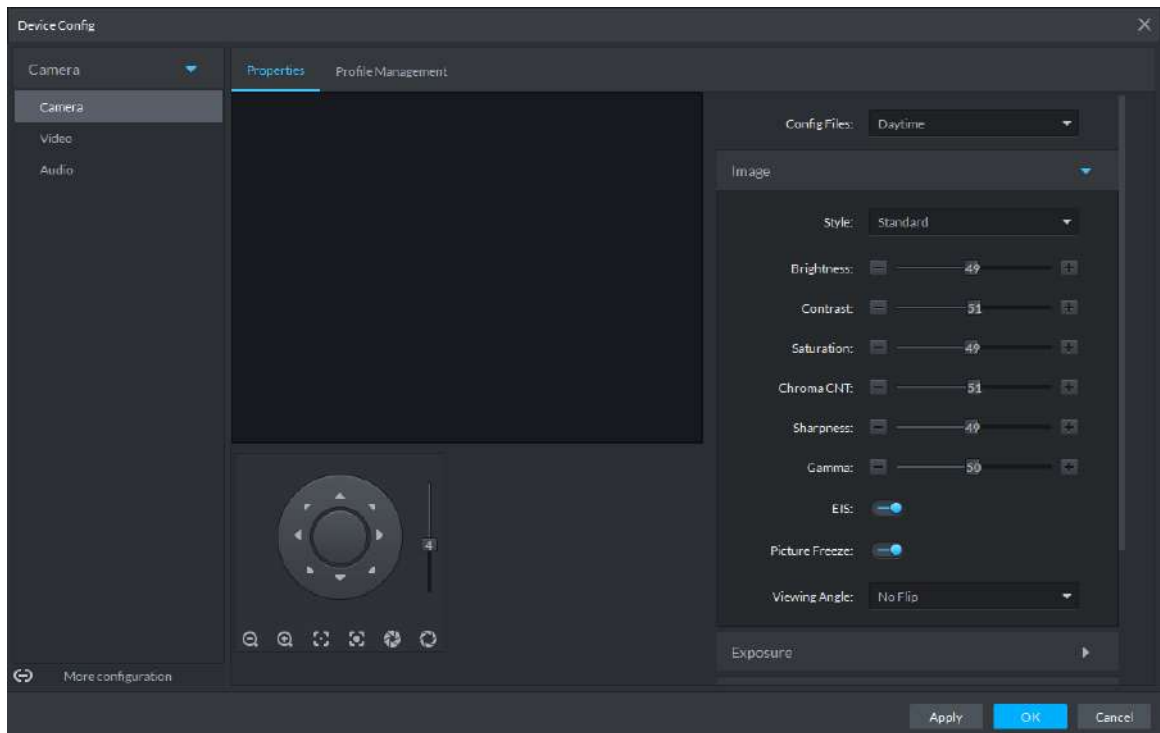 Device Config
Camera
Camera
Video
Audio
More configuration
Properties
Profile Management
4
Config Files: Daytime
Image
Style: Standard
Brightness: 49
Contrast: 51
Saturation: 49
Chroma CNT: 51
Sharpness: 49
Gamma: 50
EIS:
Picture Freeze:
Viewing Angle: No Flip
Exposure
Apply
OK
Cancel